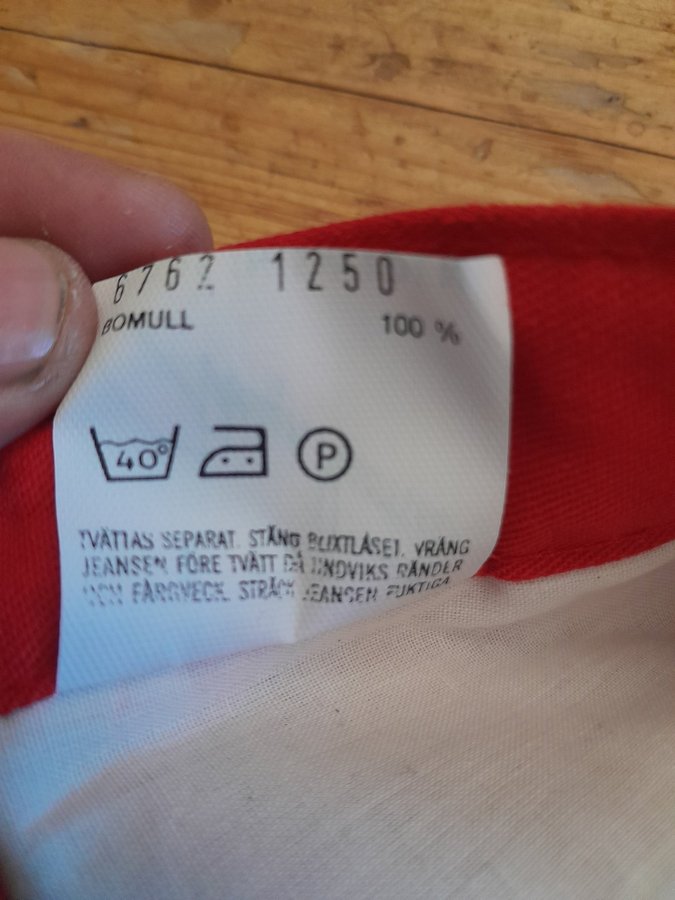 6762 1250
BOMULL 100 %
40°
P
TVÄTTAS SEPARAT. STÄNG BLIXTLÅSET. VRÄNG
JEANSEN FÖRE TVÄTT DÅ UNDVIKS RÄNDER
OCH FÄRGVECK. STRÄCK JEANSEN FUKTIGA